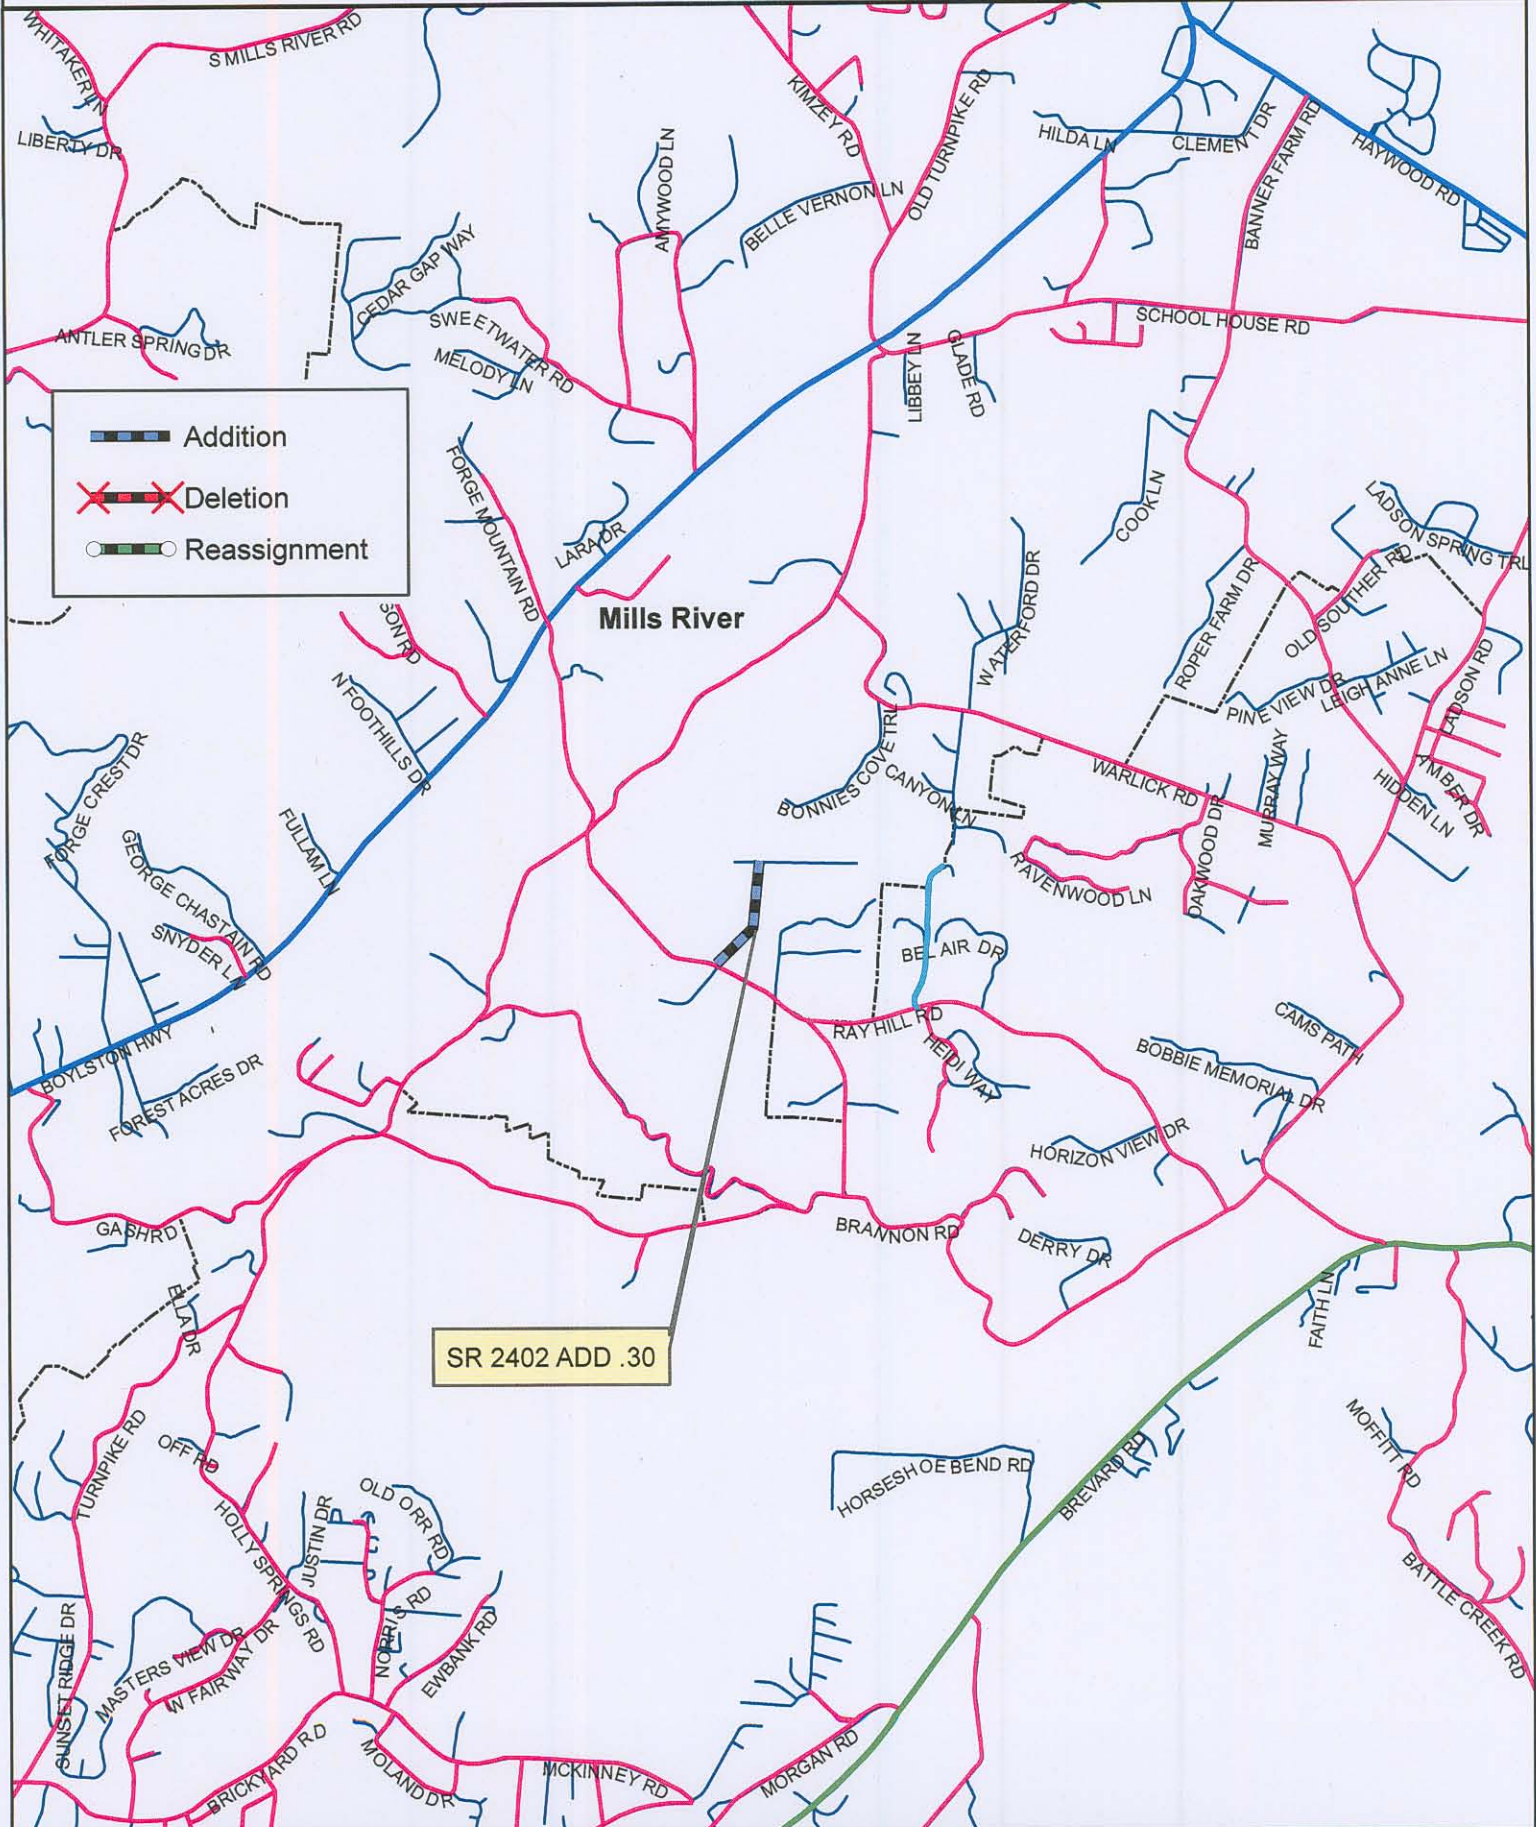 WHITAKER LN
S MILLS RIVER RD
LIBERTY DR
KIMZEY RD
OLD TURNPIKE RD
HILDA LN
CLEMENT DR
BANNER FARM RD
HAYWOOD RD
AMYWOOD LN
BELLE VERNON LN
CEDAR GAP WAY
ANTLER SPRING DR
SWEETWATER RD
MELODY LN
SCHOOL HOUSE RD
LIBBEY LN
GLADE RD
Addition
Deletion
Reassignment
FORGE MOUNTAIN RD
LARA DR
COOK LN
LADSON SPRING TRL
OLD SOUTHER RD
Mills River
SON RD
WATERFORD DR
ROPER FARM DR
PINE VIEW DR
LEIGH ANNE LN
LADSON RD
N FOOTHILLS DR
FORGE CREST DR
BONNIES COVE TRL
CANYON LN
WARLICK RD
MURRAY WAY
AMBER DR
HIDDEN LN
FULLAM LN
GEORGE CHASTAIN RD
SNYDER LN
RAVENWOOD LN
OAKWOOD DR
BEL AIR DR
RAY HILL RD
HEIDI WAY
CAMS PATH
BOBBIE MEMORIAL DR
BOYLSTON HWY
FOREST ACRES DR
HORIZON VIEW DR
GASH RD
BRANNON RD
DERRY DR
ELLA DR
FAITH LN
SR 2402 ADD .30
TURNPIKE RD
OFF RD
MOFFITT RD
HORSESHOE BEND RD
BREVARD RD
OLD ORR RD
JUSTIN DR
HOLLY SPRINGS RD
BATTLE CREEK RD
NORRIS RD
EWBANK RD
SUNSET RIDGE DR
MASTERS VIEW DR
W FAIRWAY DR
BRICKYARD RD
MOLAND DR
MCKINNEY RD
MORGAN RD